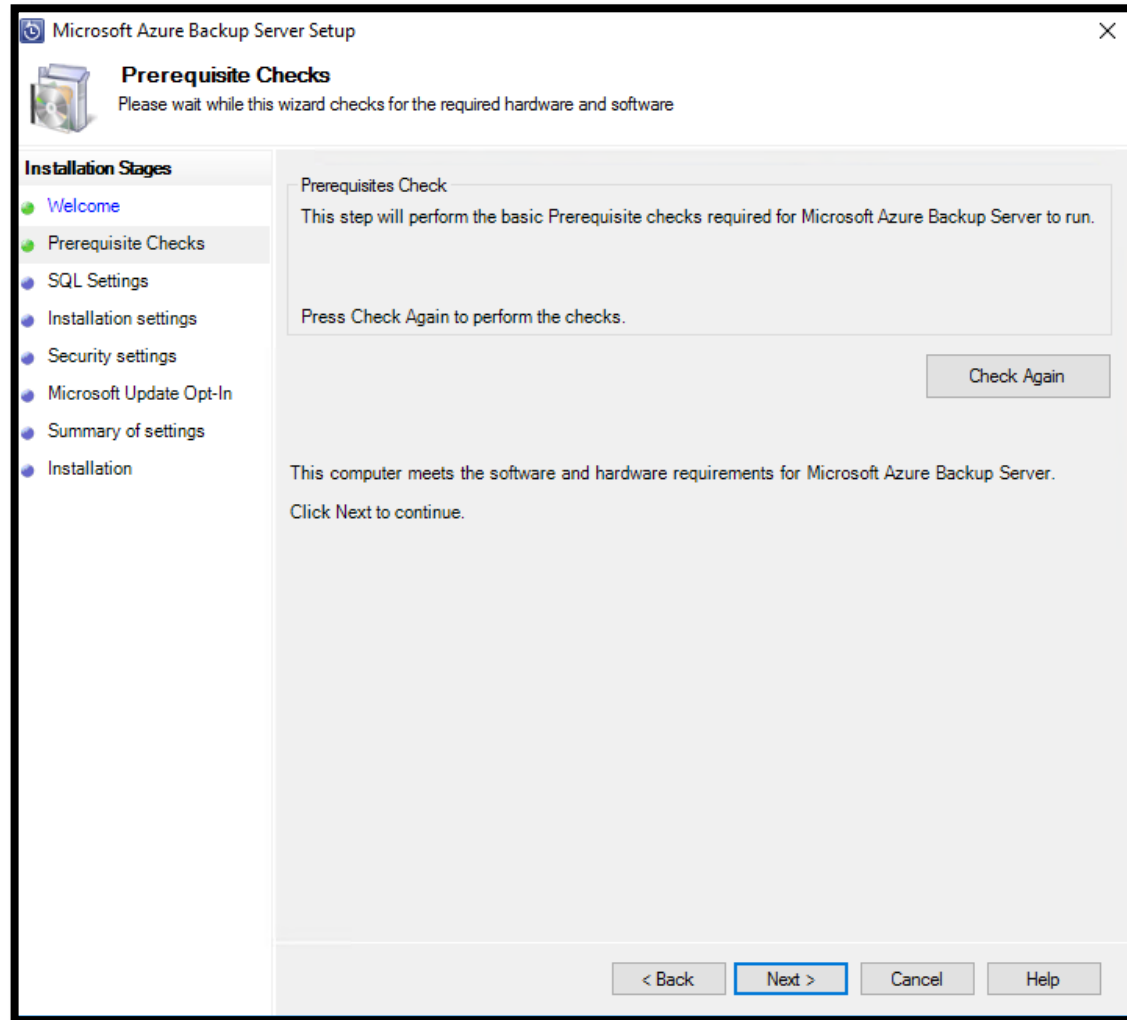 Microsoft Azure Backup Server Setup
Prerequisite Checks
Please wait while this wizard checks for the required hardware and software
Installation Stages
Welcome
Prerequisite Checks
SQL Settings
Installation settings
Security settings
Microsoft Update Opt-In
Summary of settings
Installation
Prerequisites Check
This step will perform the basic Prerequisite checks required for Microsoft Azure Backup Server to run.
Press Check Again to perform the checks.
Check Again
This computer meets the software and hardware requirements for Microsoft Azure Backup Server.
Click Next to continue.
< Back
Next >
Cancel
Help